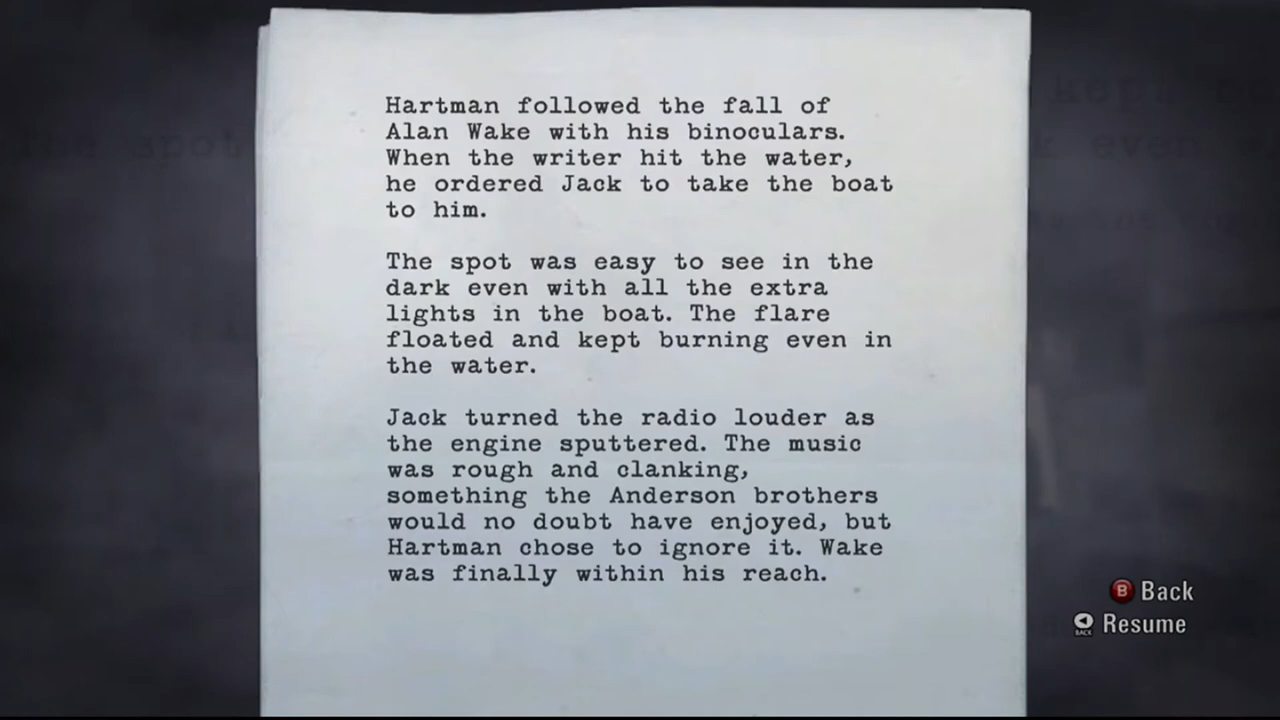 Hartman followed the fall of
Alan Wake with his binoculars.
When the writer hit the water,
he ordered Jack to take the boat
to him.
The spot was easy to see in the
dark even with all the extra
lights in the boat. The flare
floated and kept burning even in
the water.
Jack turned the radio louder as
the engine sputtered. The music
was rough and clanking,
something the Anderson brothers
would no doubt have enjoyed, but
Hartman chose to ignore it. Wake
was finally within his reach.
B Back
BACK Resume